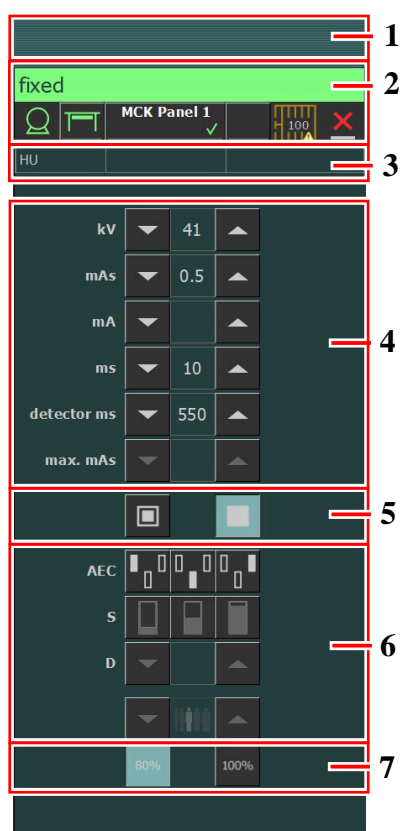 1
fixed
2
MCK Panel 1
100
HU
3
kV 41
mAs 0.5
mA
4
ms 10
detector ms 550
max. mAs
5
AEC
S
6
D
80% 100%
7